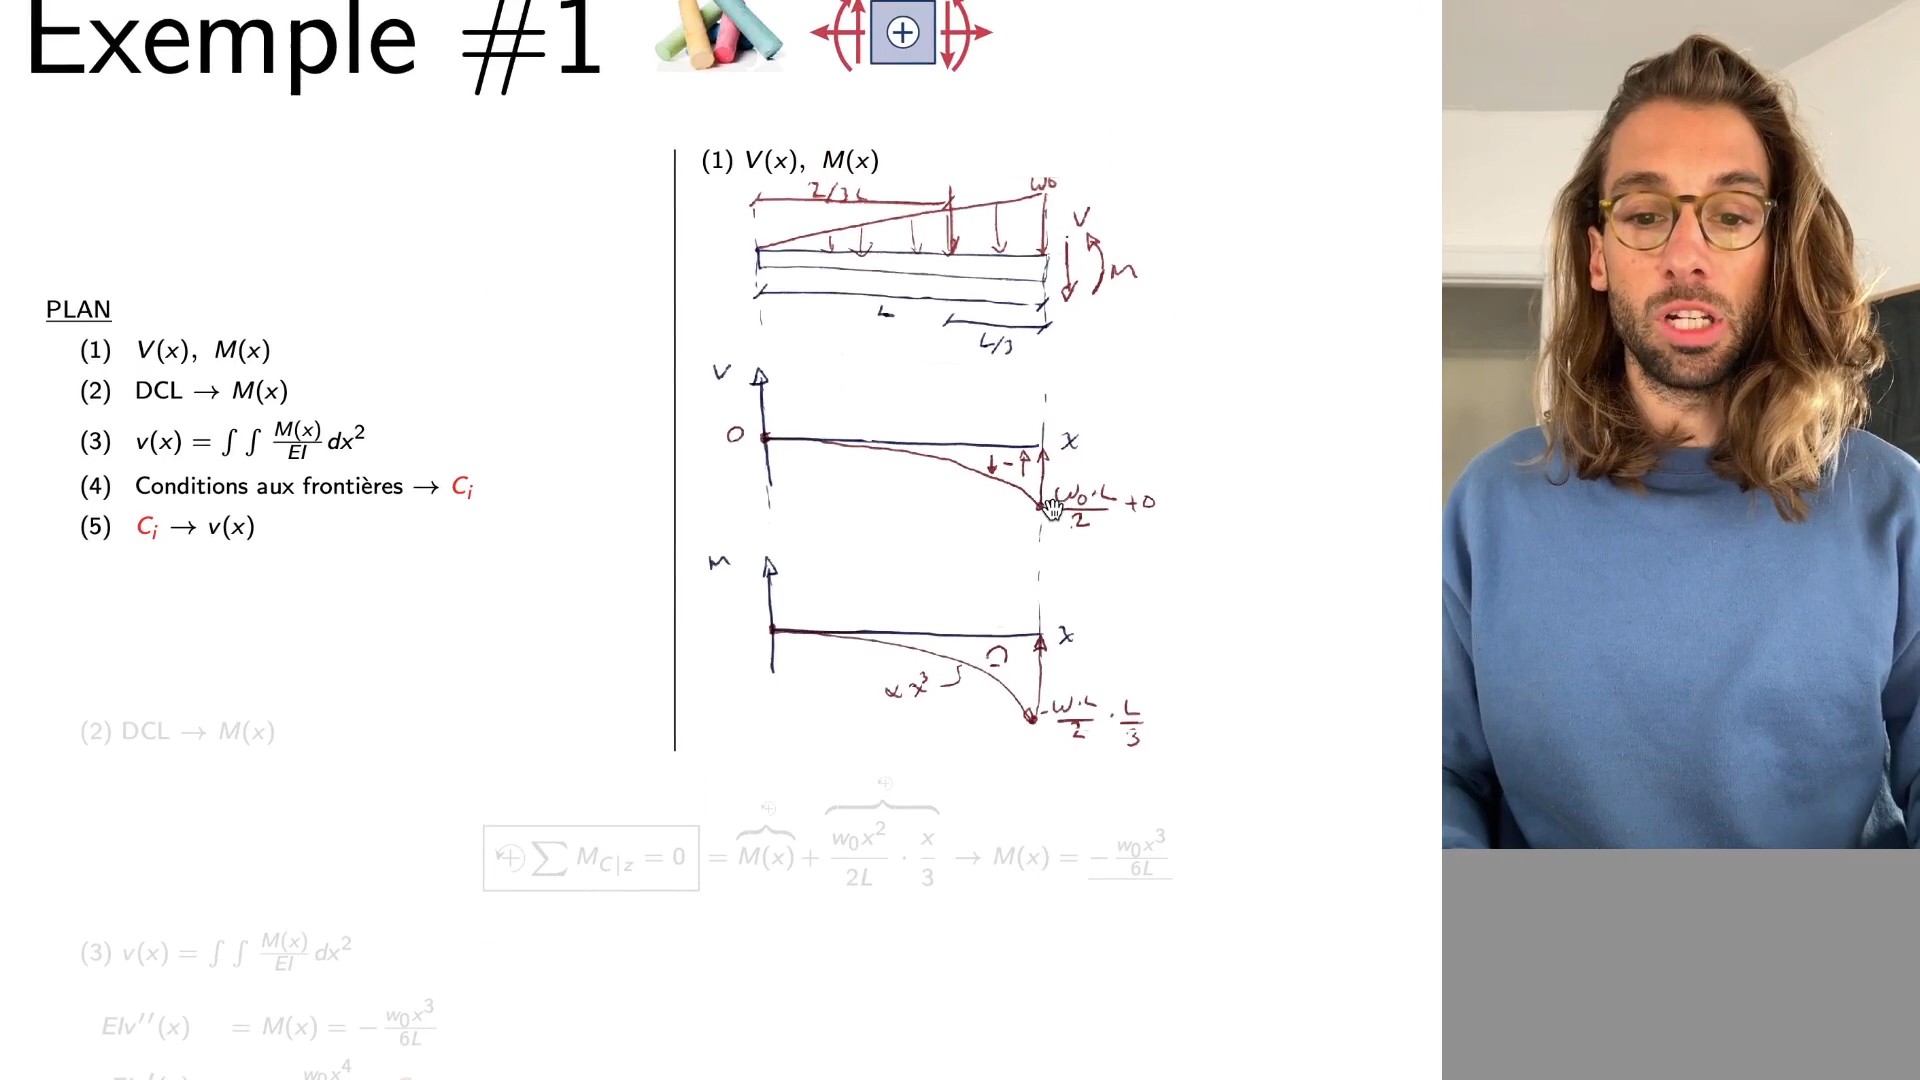 Exemple #1
PLAN
(1) V(x), M(x)
(2) DCL → M(x)
(3) v(x) = ∫ ∫ M(x)/EI dx²
(4) Conditions aux frontières → Ci
(5) Ci → v(x)
(1) V(x), M(x)
2/3 L
w0
V
M
L
L/3
V
0
x
↓ - ↑
w0·L/2 + 0
M
x
∝ x³
-w·L/2 · L/3
(2) DCL → M(x)
∑ M_C|z = 0 = M(x) + w0x²/2L · x/3 → M(x) = - w0x³/6L
(3) v(x) = ∫ ∫ M(x)/EI dx²
EIv′′(x) = M(x) = - w0x³/6L
w0x⁴